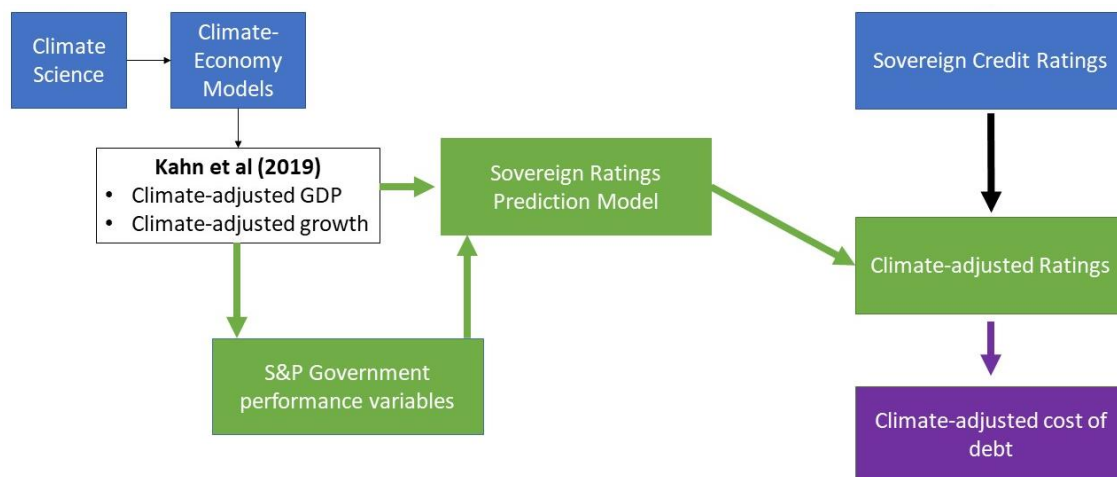 Climate
Science
Climate-
Economy
Models
Sovereign Credit Ratings
Kahn et al (2019)
• Climate-adjusted GDP
• Climate-adjusted growth
Sovereign Ratings
Prediction Model
Climate-adjusted Ratings
S&P Government
performance variables
Climate-adjusted cost of
debt